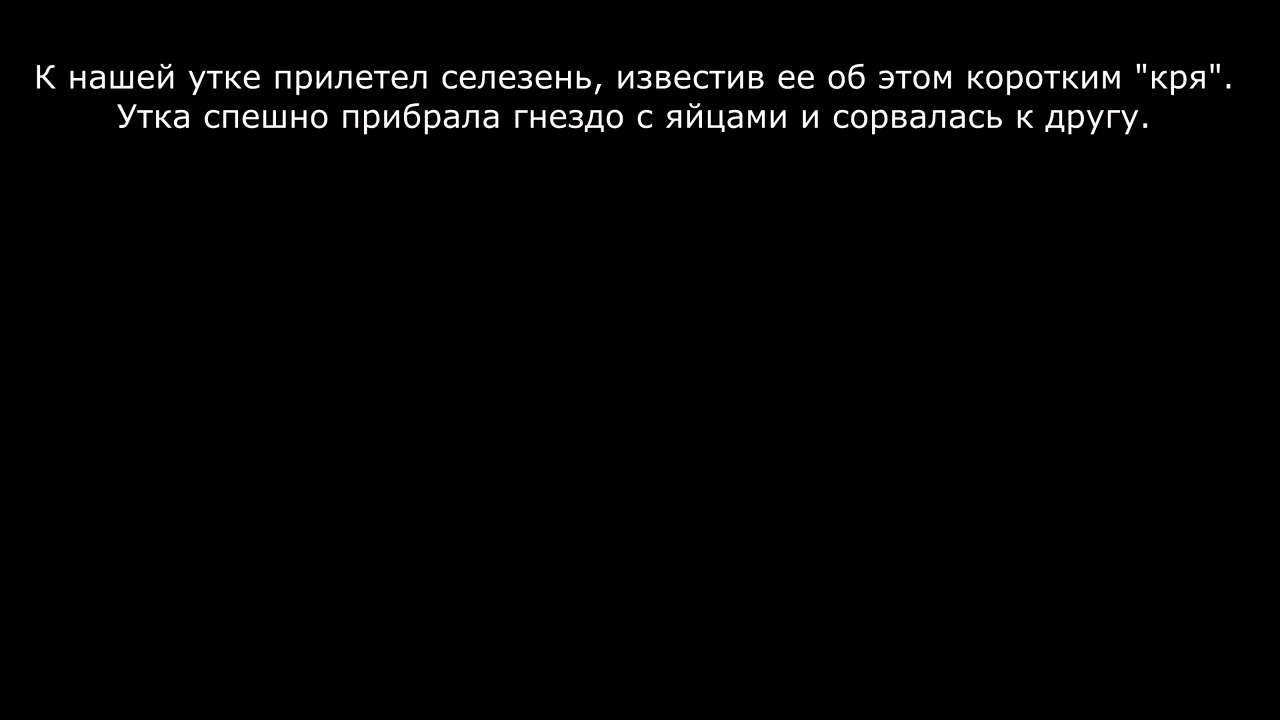 К нашей утке прилетел селезень, известив ее об этом коротким "кря".
Утка спешно прибрала гнездо с яйцами и сорвалась к другу.